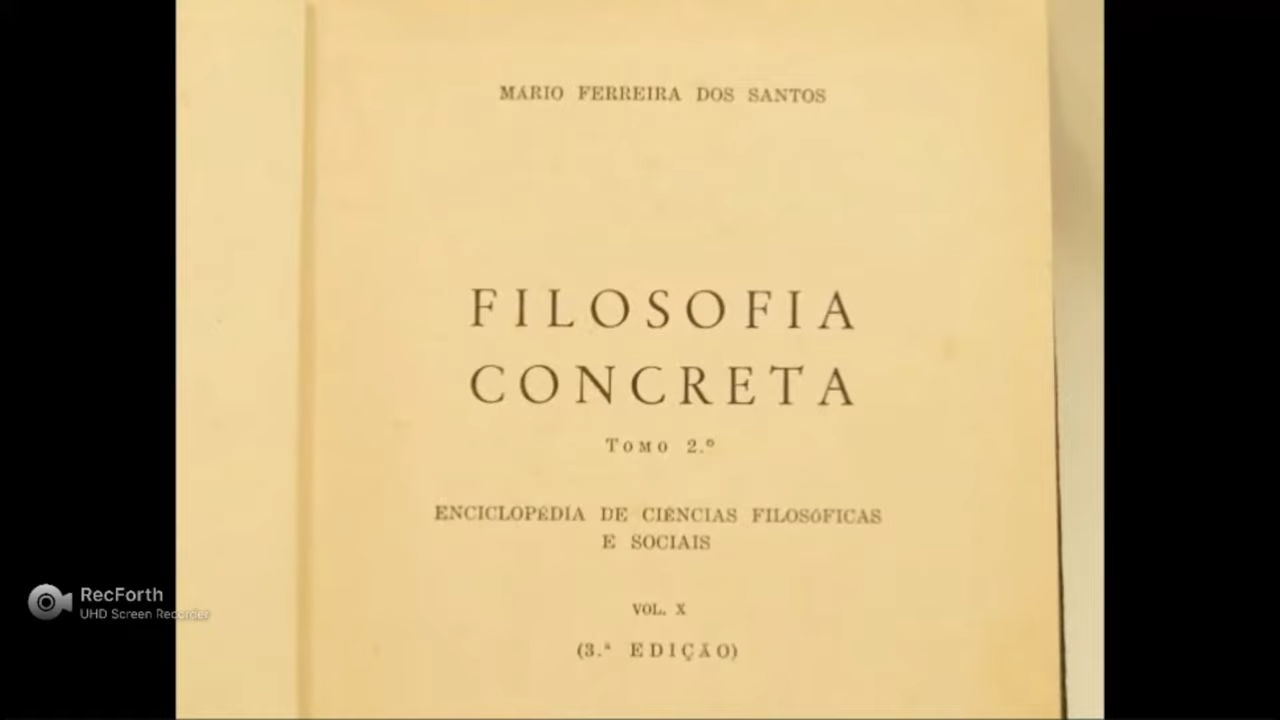 MÁRIO FERREIRA DOS SANTOS
FILOSOFIA
CONCRETA
Tomo 2.º
ENCICLOPÉDIA DE CIÊNCIAS FILOSÓFICAS
E SOCIAIS
VOL. X
(3.ª EDIÇÃO)
RecForth
UHD Screen Recorder